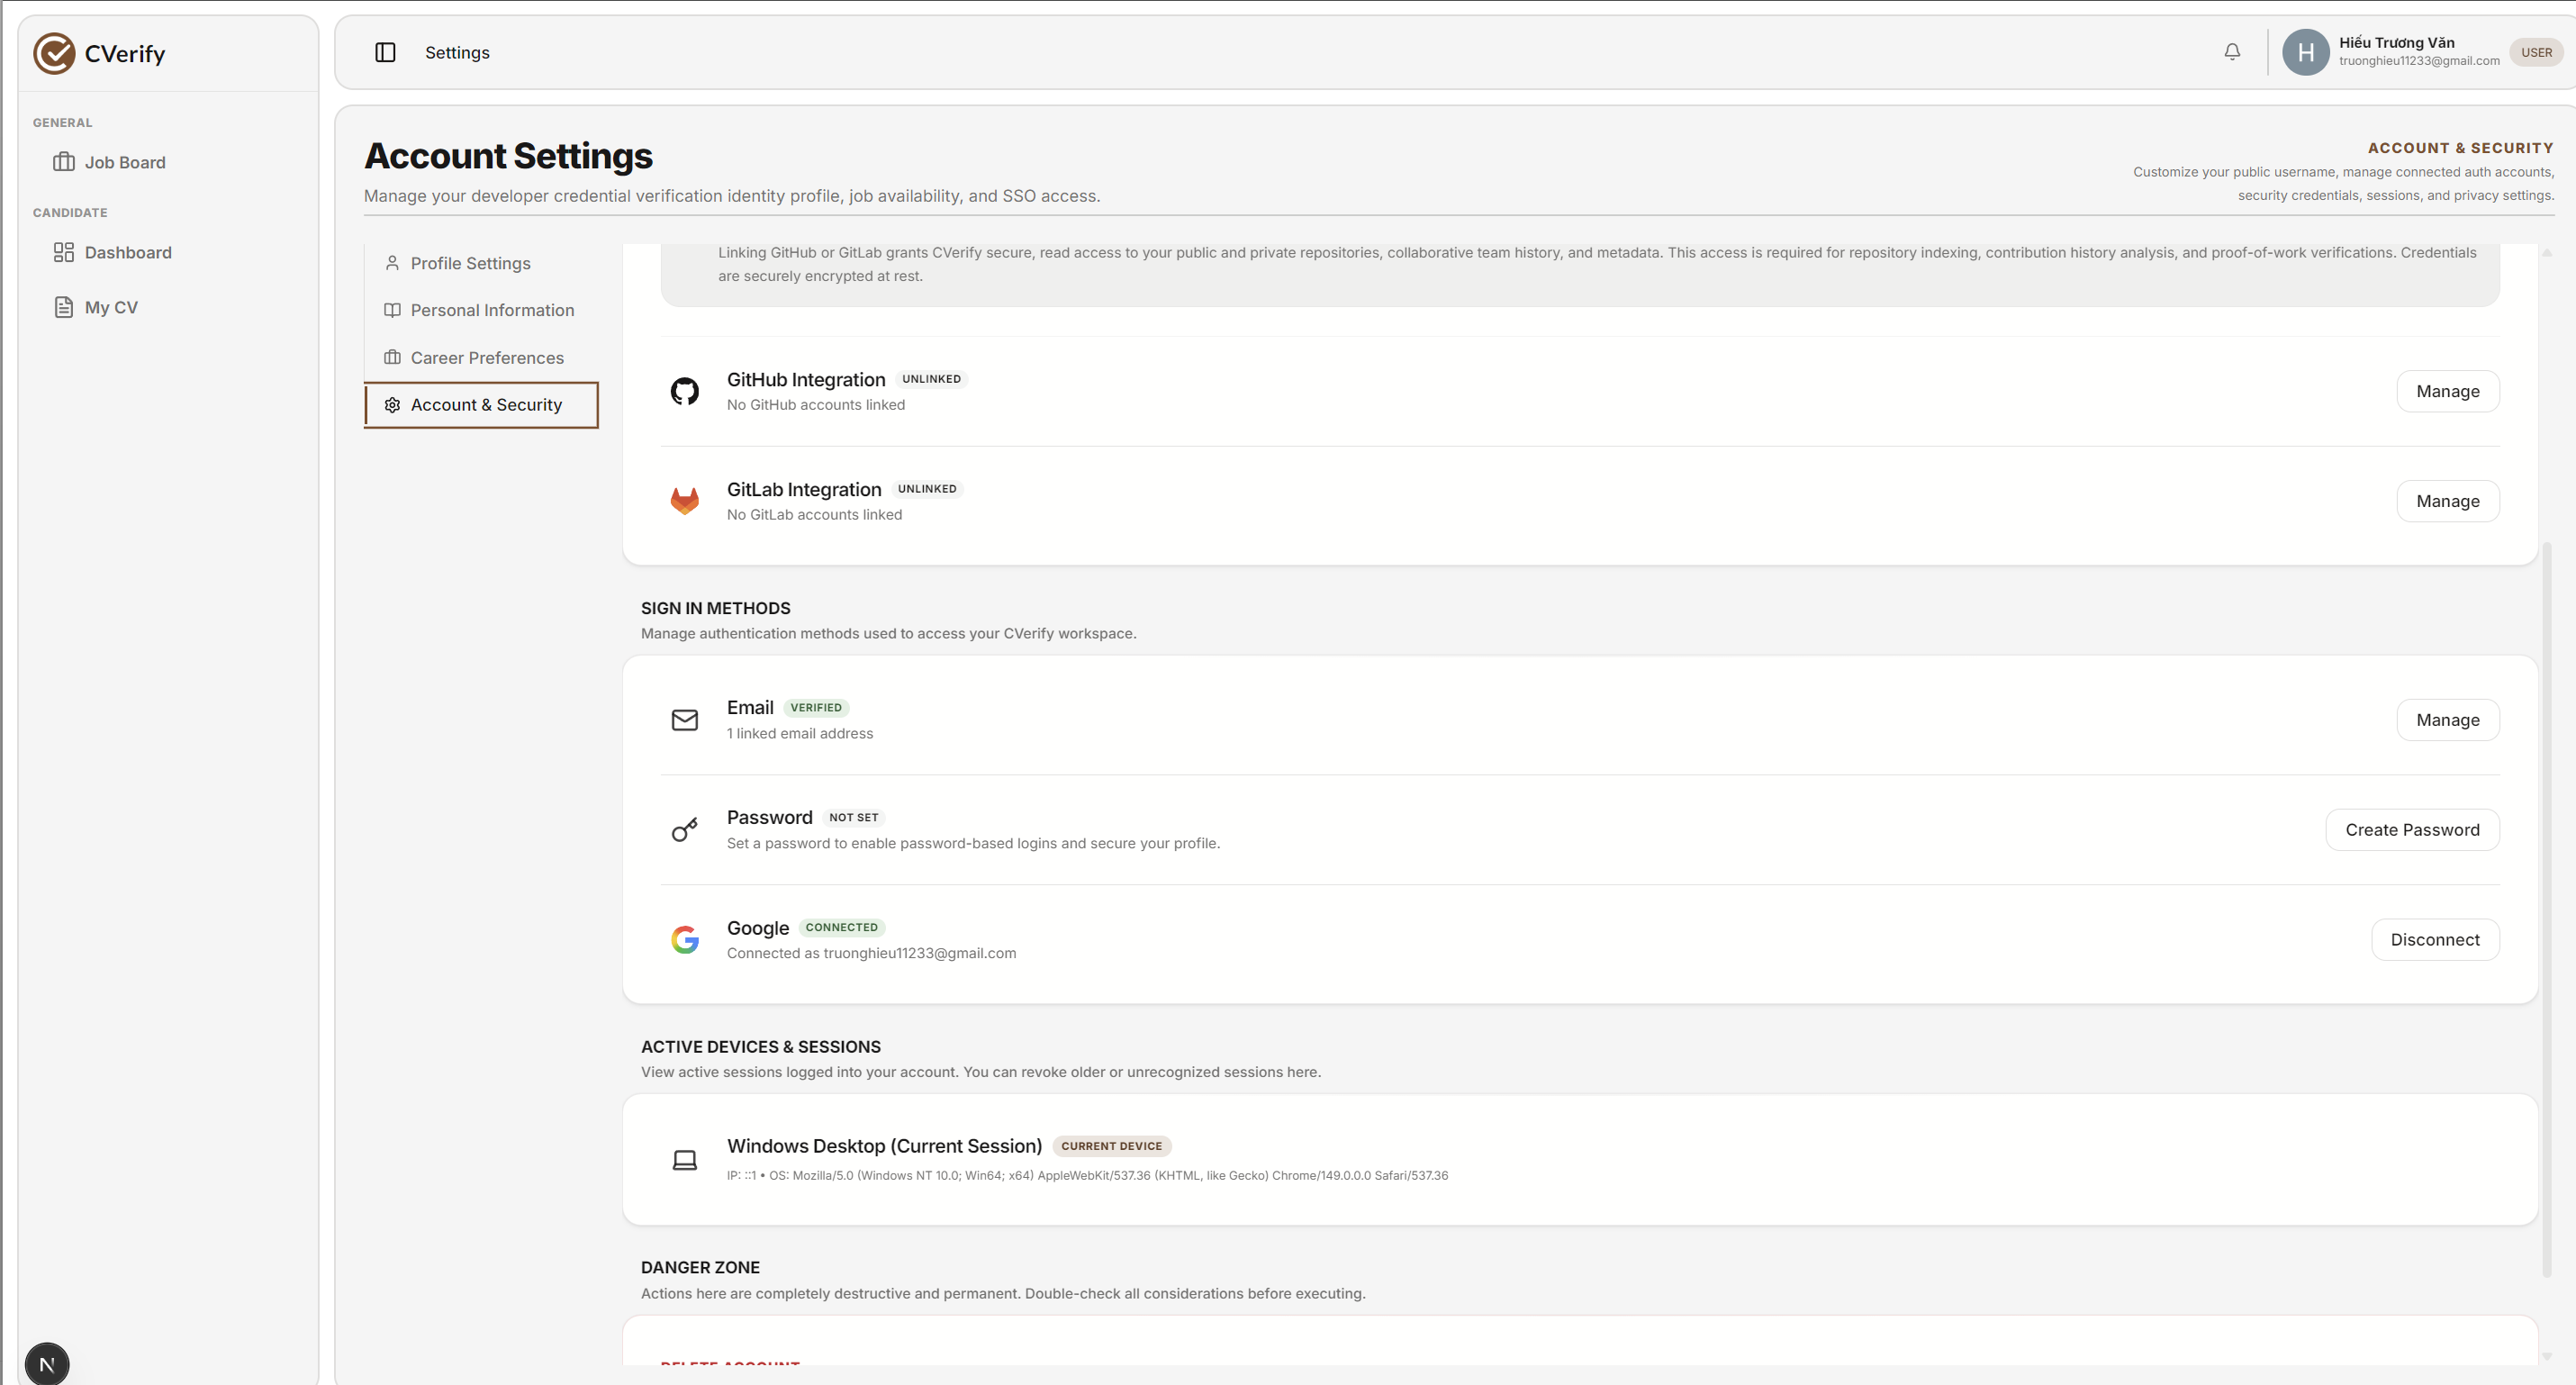 CVerify
GENERAL
Job Board
CANDIDATE
Dashboard
My CV
Settings
H
Hiếu Trương Văn
truonghieu11233@gmail.com
USER
Account Settings
Manage your developer credential verification identity profile, job availability, and SSO access.
ACCOUNT & SECURITY
Customize your public username, manage connected auth accounts,
security credentials, sessions, and privacy settings.
Profile Settings
Personal Information
Career Preferences
Account & Security
Linking GitHub or GitLab grants CVerify secure, read access to your public and private repositories, collaborative team history, and metadata. This access is required for repository indexing, contribution history analysis, and proof-of-work verifications. Credentials
are securely encrypted at rest.
GitHub Integration UNLINKED
No GitHub accounts linked
Manage
GitLab Integration UNLINKED
No GitLab accounts linked
Manage
SIGN IN METHODS
Manage authentication methods used to access your CVerify workspace.
Email VERIFIED
1 linked email address
Manage
Password NOT SET
Set a password to enable password-based logins and secure your profile.
Create Password
Google CONNECTED
Connected as truonghieu11233@gmail.com
Disconnect
ACTIVE DEVICES & SESSIONS
View active sessions logged into your account. You can revoke older or unrecognized sessions here.
Windows Desktop (Current Session) CURRENT DEVICE
IP: ::1 • OS: Mozilla/5.0 (Windows NT 10.0; Win64; x64) AppleWebKit/537.36 (KHTML, like Gecko) Chrome/149.0.0.0 Safari/537.36
DANGER ZONE
Actions here are completely destructive and permanent. Double-check all considerations before executing.
DELETE ACCOUNT
N